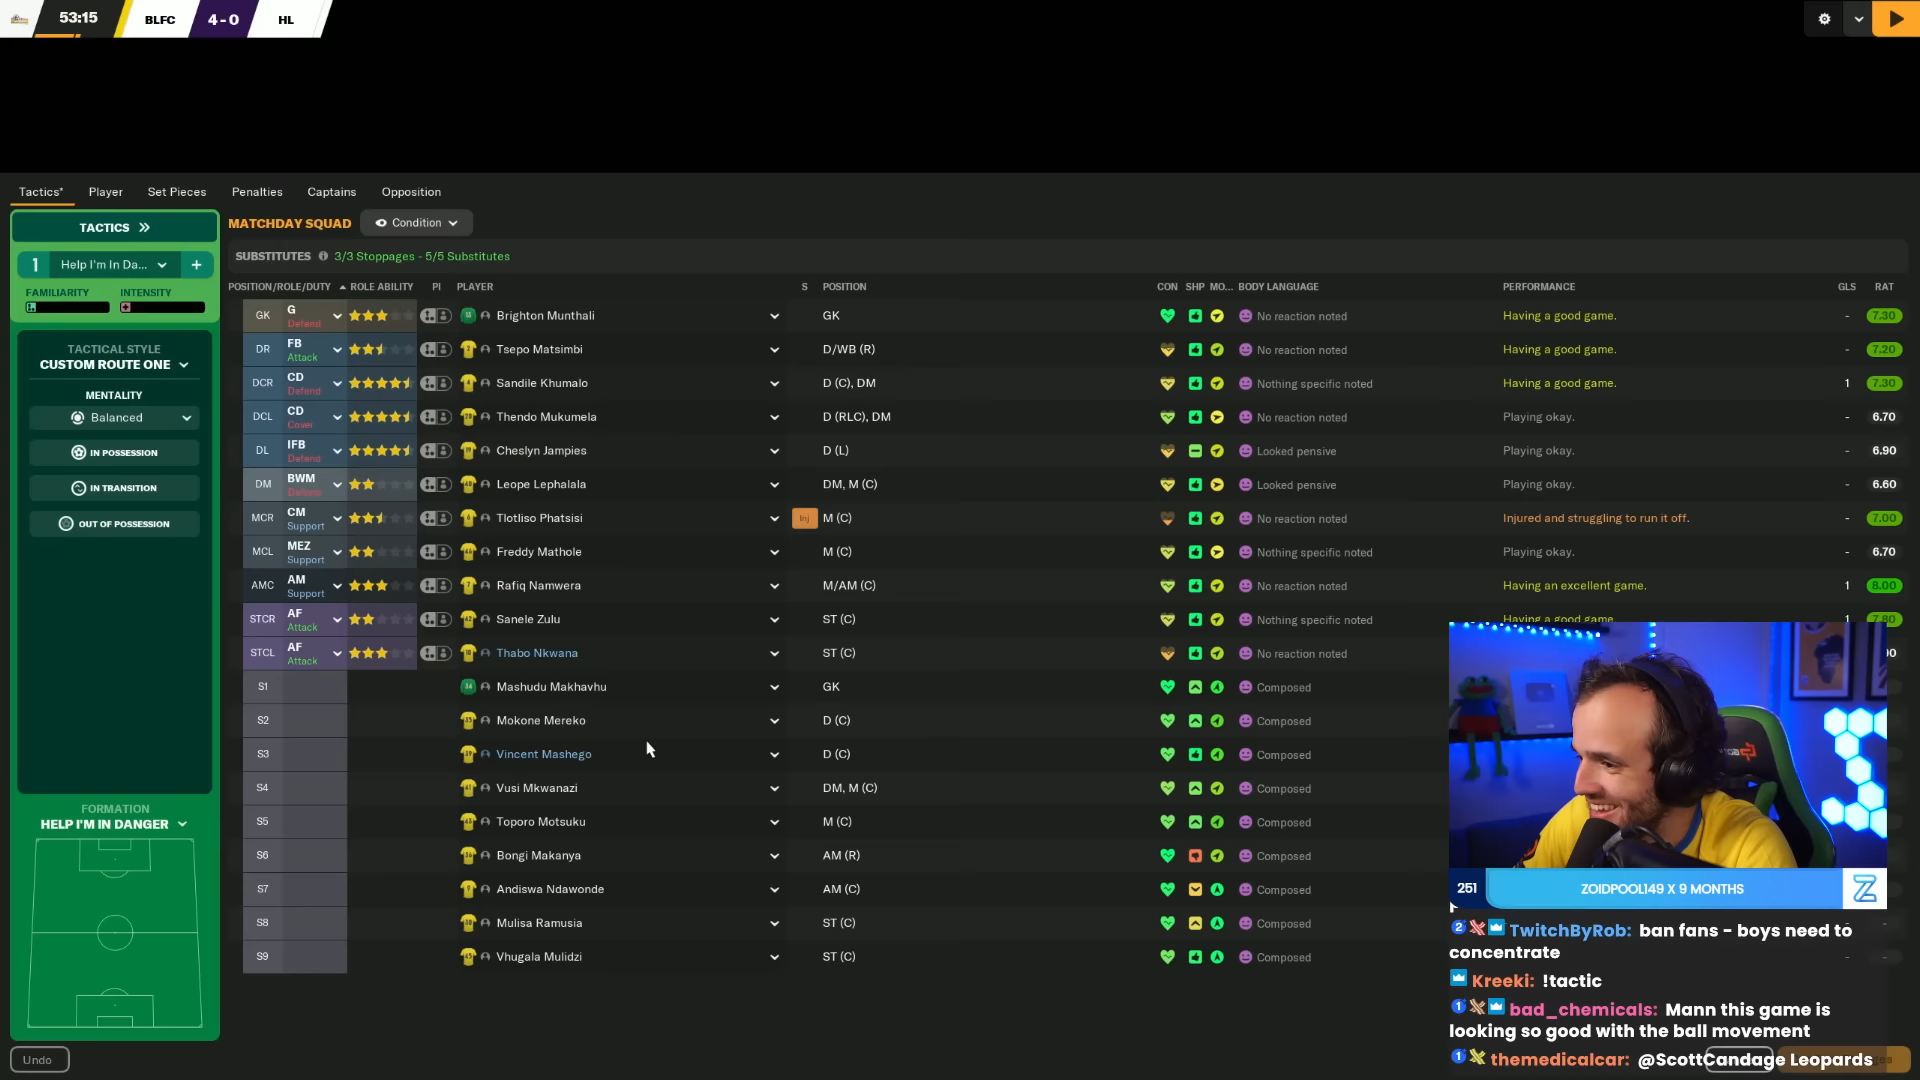 53:15 BLFC 4 - 0 HL
Tactics* Player Set Pieces Penalties Captains Opposition
TACTICS
MATCHDAY SQUAD Condition
SUBSTITUTES 3/3 Stoppages - 5/5 Substitutes
1 Help I'm In Da...
FAMILIARITY INTENSITY
POSITION/ROLE/DUTY ROLE ABILITY PI PLAYER S POSITION CON SHP MO... BODY LANGUAGE PERFORMANCE GLS RAT
GK G Defend Brighton Munthali GK No reaction noted Having a good game. - 7.30
DR FB Attack Tsepo Matsimbi D/WB (R) No reaction noted Having a good game. - 7.20
DCR CD Defend Sandile Khumalo D (C), DM Nothing specific noted Having a good game. 1 7.30
DCL CD Cover Thendo Mukumela D (RLC), DM No reaction noted Playing okay. - 6.70
DL IFB Defend Cheslyn Jampies D (L) Looked pensive Playing okay. - 6.90
DM BWM Defend Leope Lephalala DM, M (C) Looked pensive Playing okay. - 6.60
MCR CM Support Tlotliso Phatsisi Inj M (C) No reaction noted Injured and struggling to run it off. - 7.00
MCL MEZ Support Freddy Mathole M (C) Nothing specific noted Playing okay. - 6.70
AMC AM Support Rafiq Namwera M/AM (C) No reaction noted Having an excellent game. 1 8.00
STCR AF Attack Sanele Zulu ST (C) Nothing specific noted Having a good game. 1 7.80
STCL AF Attack Thabo Nkwana ST (C) No reaction noted
S1 Mashudu Makhavhu GK Composed
S2 Mokone Mereko D (C) Composed
S3 Vincent Mashego D (C) Composed
S4 Vusi Mkwanazi DM, M (C) Composed
S5 Toporo Motsuku M (C) Composed
S6 Bongi Makanya AM (R) Composed
S7 Andiswa Ndawonde AM (C) Composed
S8 Mulisa Ramusia ST (C) Composed
S9 Vhugala Mulidzi ST (C) Composed
TACTICAL STYLE
CUSTOM ROUTE ONE
MENTALITY
Balanced
IN POSSESSION
IN TRANSITION
OUT OF POSSESSION
FORMATION
HELP I'M IN DANGER
Undo
251 ZOIDPOOL149 X 9 MONTHS Z
TwitchByRob: ban fans - boys need to
concentrate
Kreeki: !tactic
bad_chemicals: Mann this game is
looking so good with the ball movement
themedicalcar: @ScottCandage Leopards